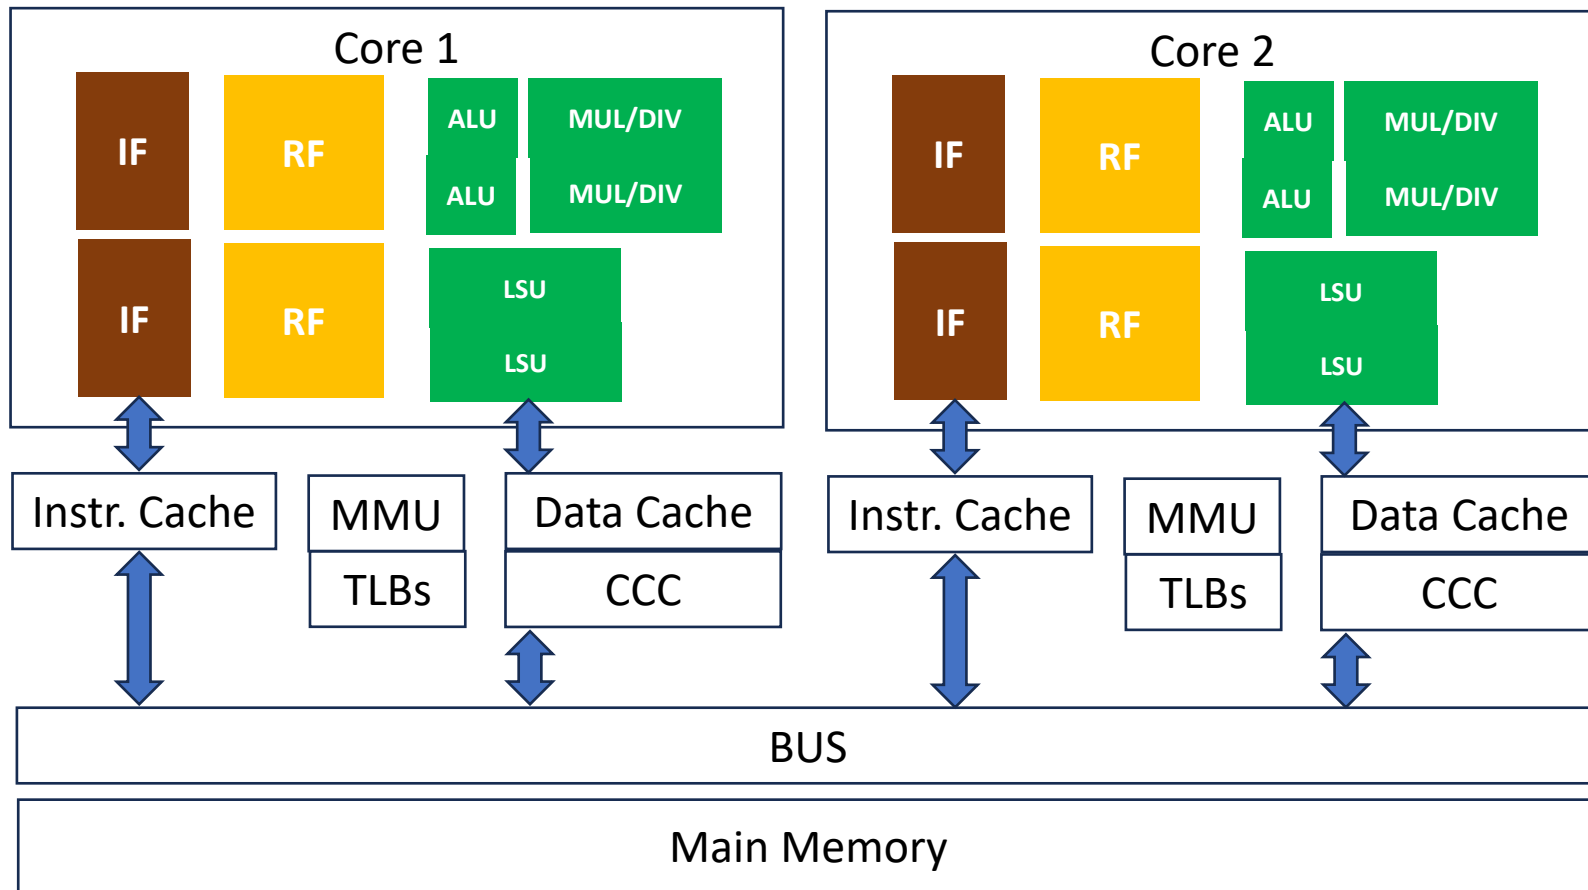 Core 1
IF
RF
ALU
MUL/DIV
ALU
MUL/DIV
IF
RF
LSU
LSU
Instr. Cache
MMU
Data Cache
TLBs
CCC
Core 2
IF
RF
ALU
MUL/DIV
ALU
MUL/DIV
IF
RF
LSU
LSU
Instr. Cache
MMU
Data Cache
TLBs
CCC
BUS
Main Memory